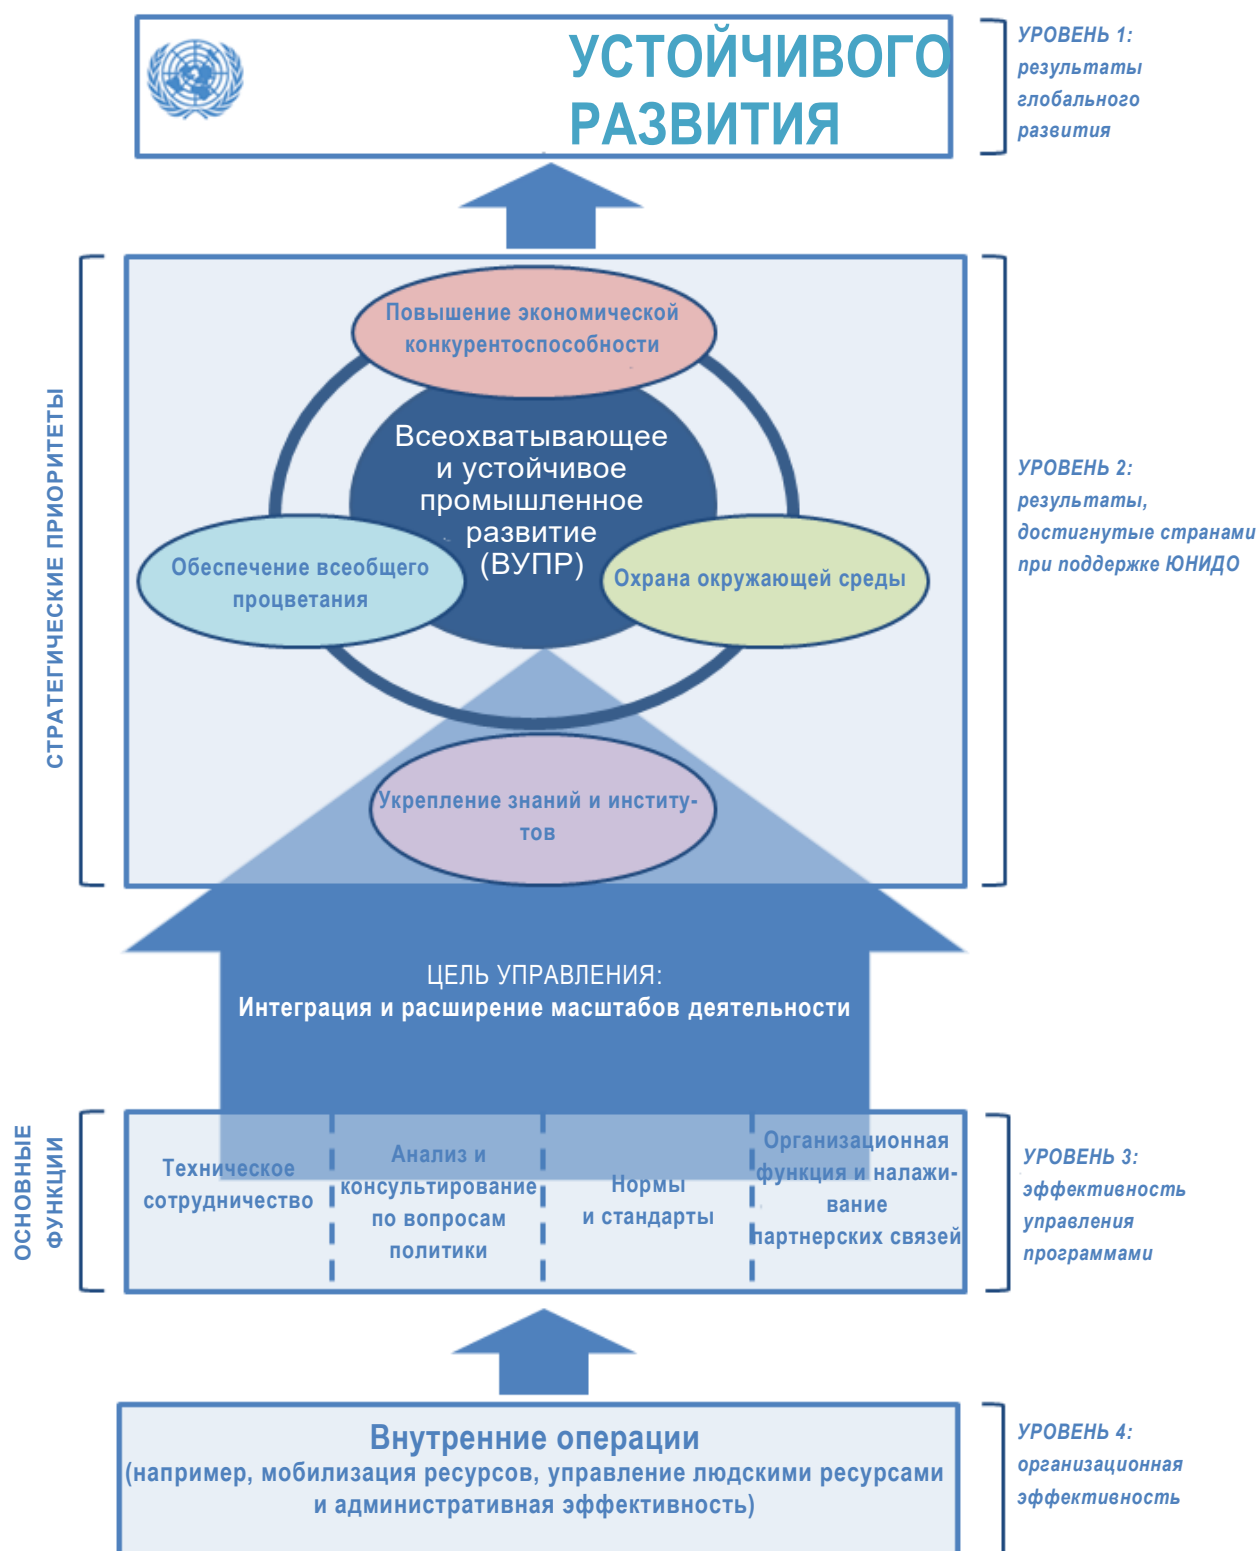 УСТОЙЧИВОГО
РАЗВИТИЯ
УРОВЕНЬ 1:
результаты
глобального
развития
СТРАТЕГИЧЕСКИЕ ПРИОРИТЕТЫ
Повышение экономической
конкурентоспособности
Всеохватывающее
и устойчивое
промышленное
развитие
(ВУПР)
Обеспечение всеобщего
процветания
Охрана окружающей среды
Укрепление знаний и институ-
тов
УРОВЕНЬ 2:
результаты,
достигнутые странами
при поддержке ЮНИДО
ЦЕЛЬ УПРАВЛЕНИЯ:
Интеграция и расширение масштабов деятельности
ОСНОВНЫЕ
ФУНКЦИИ
Техническое
сотрудничество
Анализ и
консультирование
по вопросам
политики
Нормы
и стандарты
Организационная
функция и налажи-
вание
партнерских связей
УРОВЕНЬ 3:
эффективность
управления
программами
Внутренние операции
(например, мобилизация ресурсов, управление людскими ресурсами
и административная эффективность)
УРОВЕНЬ 4:
организационная
эффективность